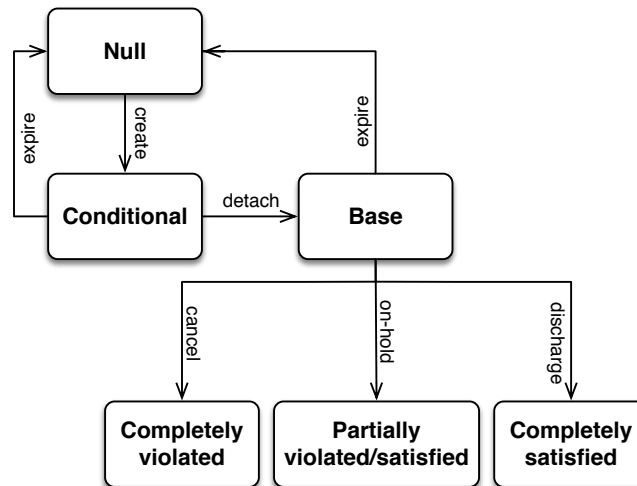 Null
expire
create
expire
Conditional
detach
Base
cancel
on-hold
discharge
Completely
violated
Partially
violated/satisfied
Completely
satisfied